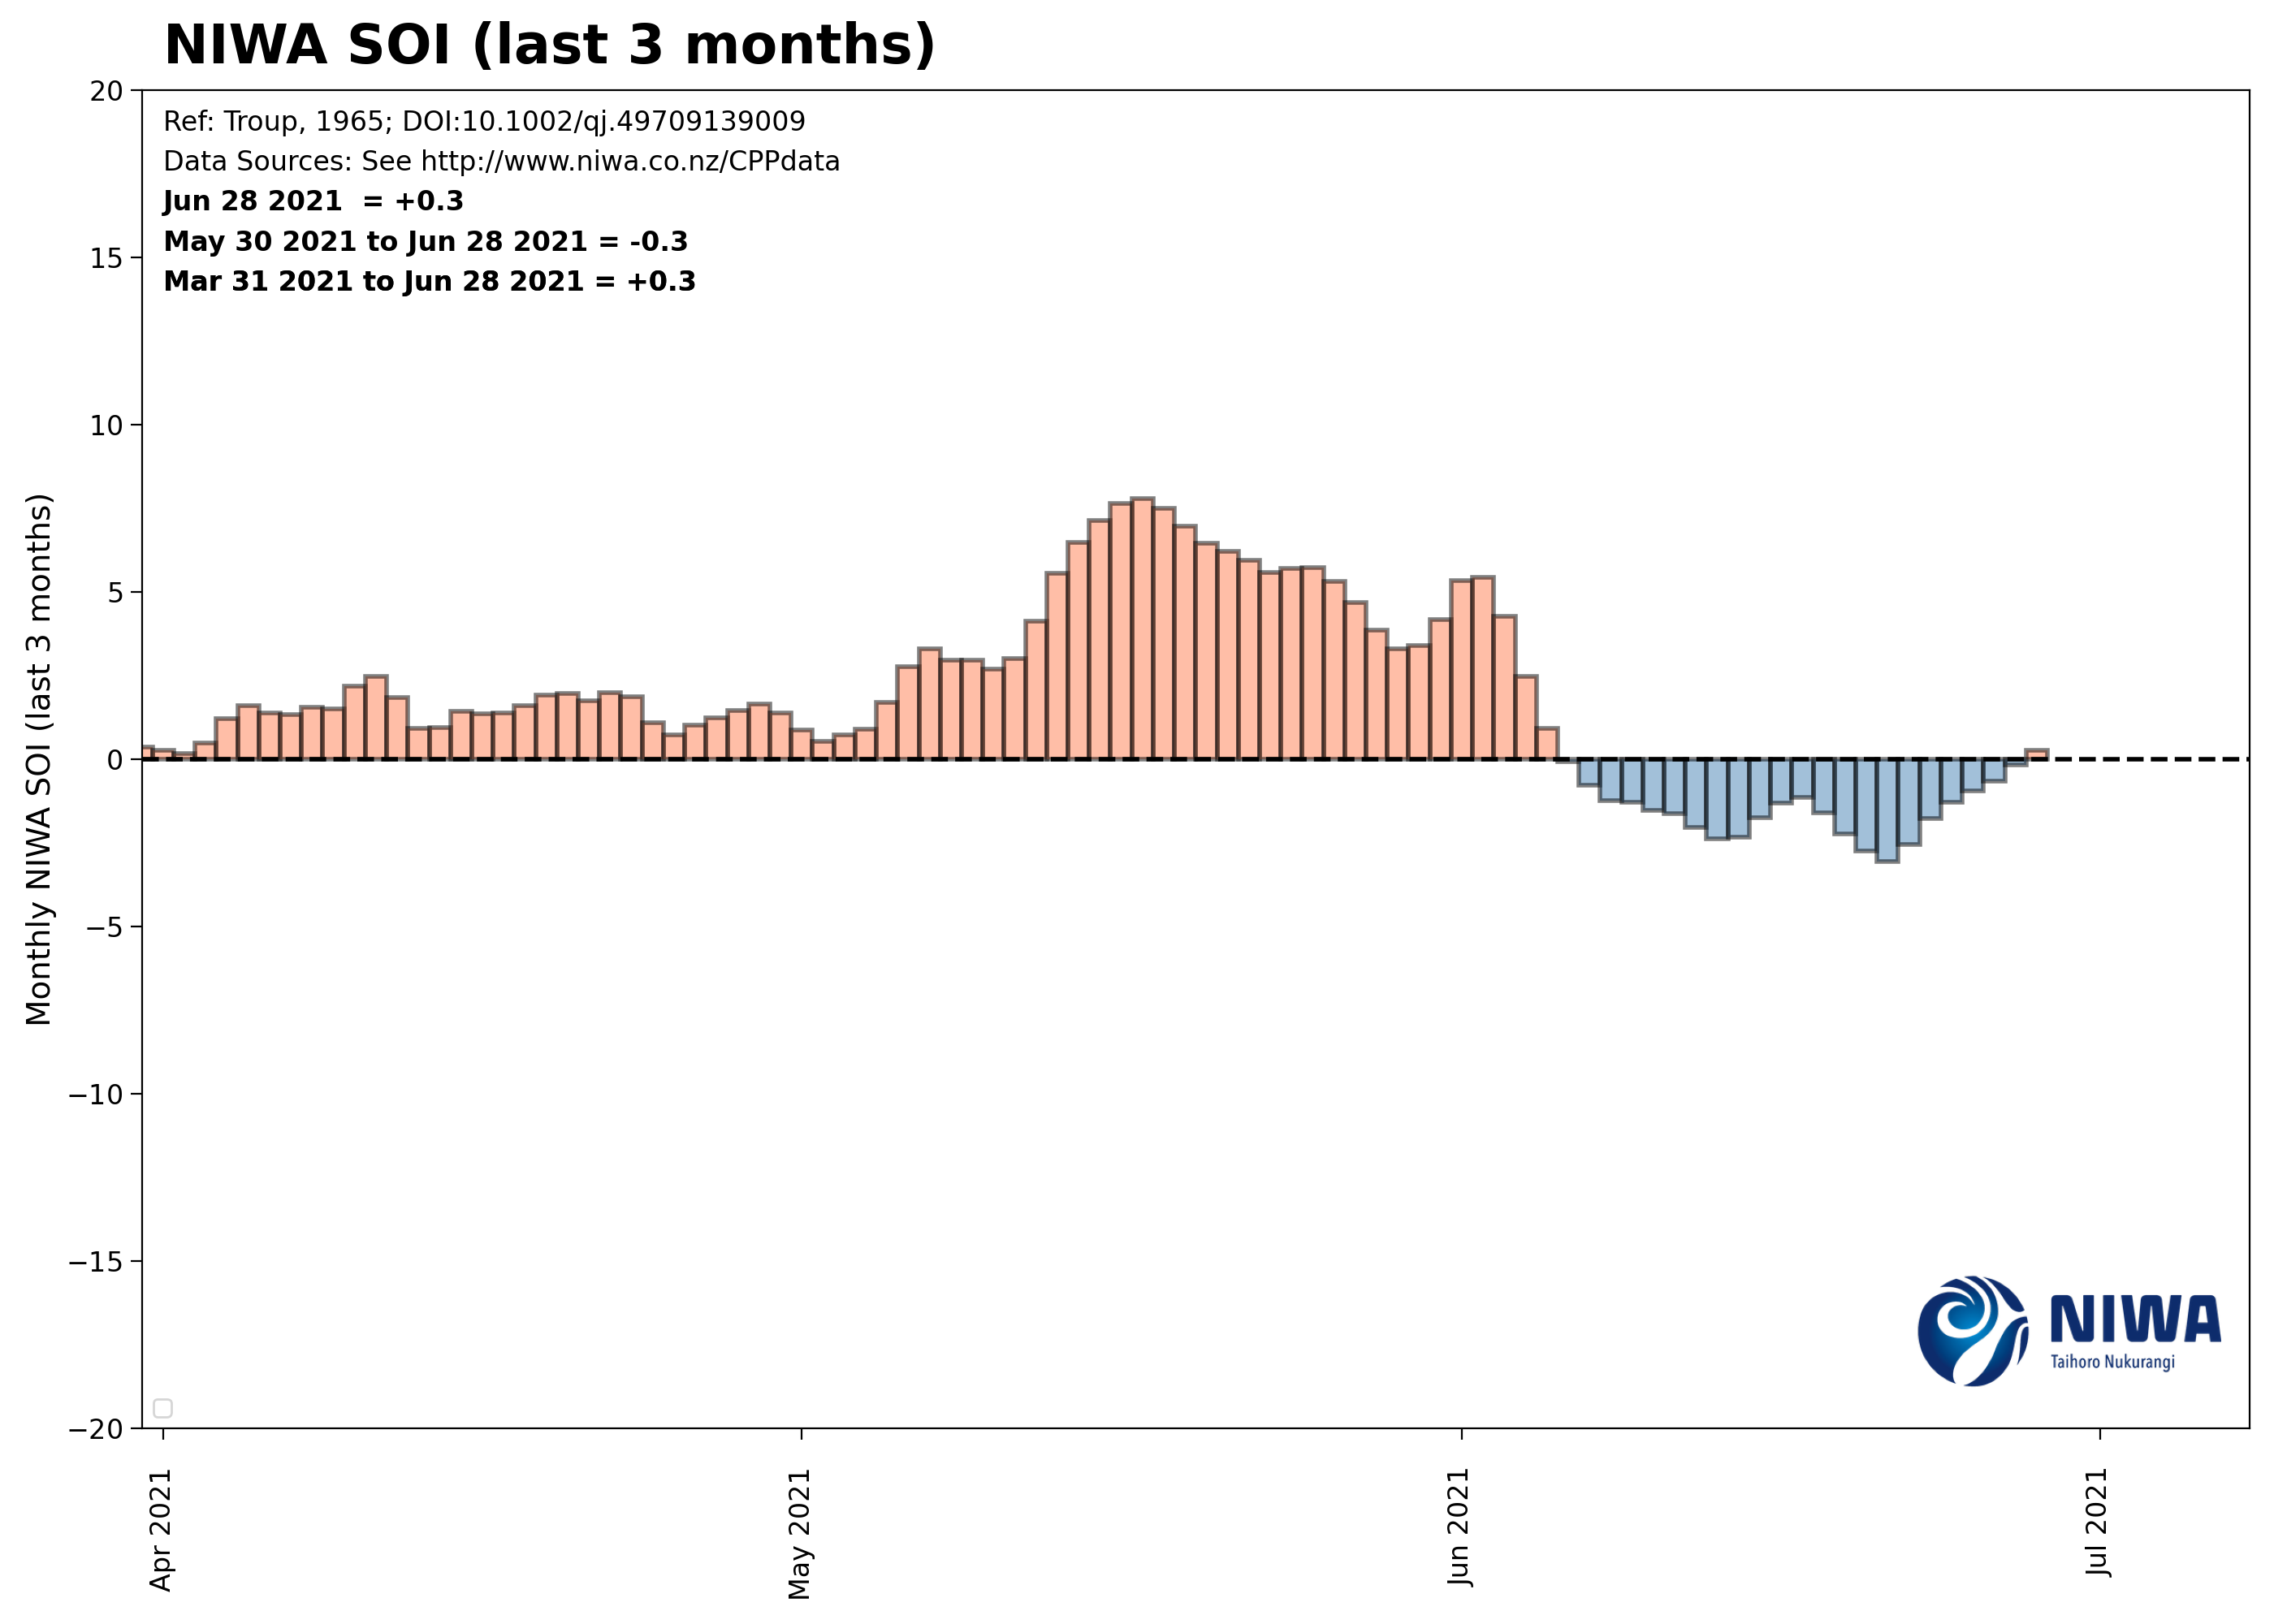 NIWA SOI (last 3 months)
Ref: Troup, 1965; DOI:10.1002/qj.49709139009
Data Sources: See http://www.niwa.co.nz/CPPdata
Jun 28 2021  = +0.3
May 30 2021 to Jun 28 2021 = -0.3
Mar 31 2021 to Jun 28 2021 = +0.3
Monthly NIWA SOI (last 3 months)
20
15
10
5
0
−5
−10
−15
−20
NIWA
Taihoro Nukurangi
Apr 2021
May 2021
Jun 2021
Jul 2021